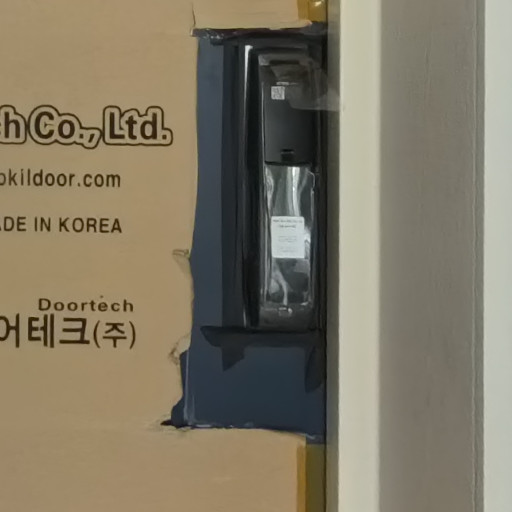 h Co., Ltd.
okildoor.com
ADE IN KOREA
Doortech
어테크(주)